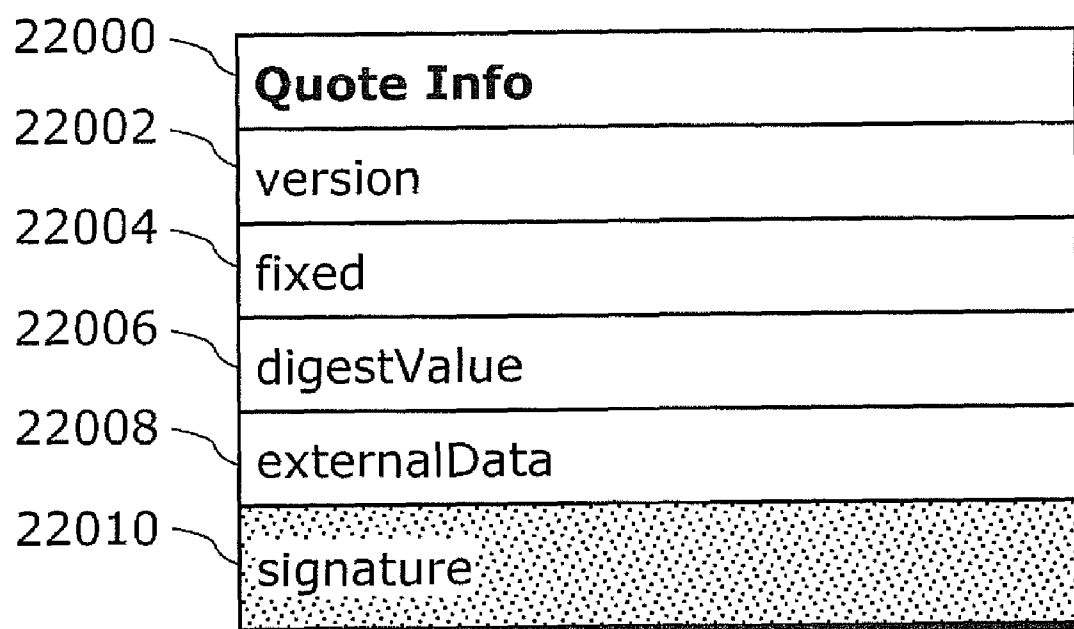 22000
Quote Info
22002
version
22004
fixed
22006
digestValue
22008
externalData
22010
signature